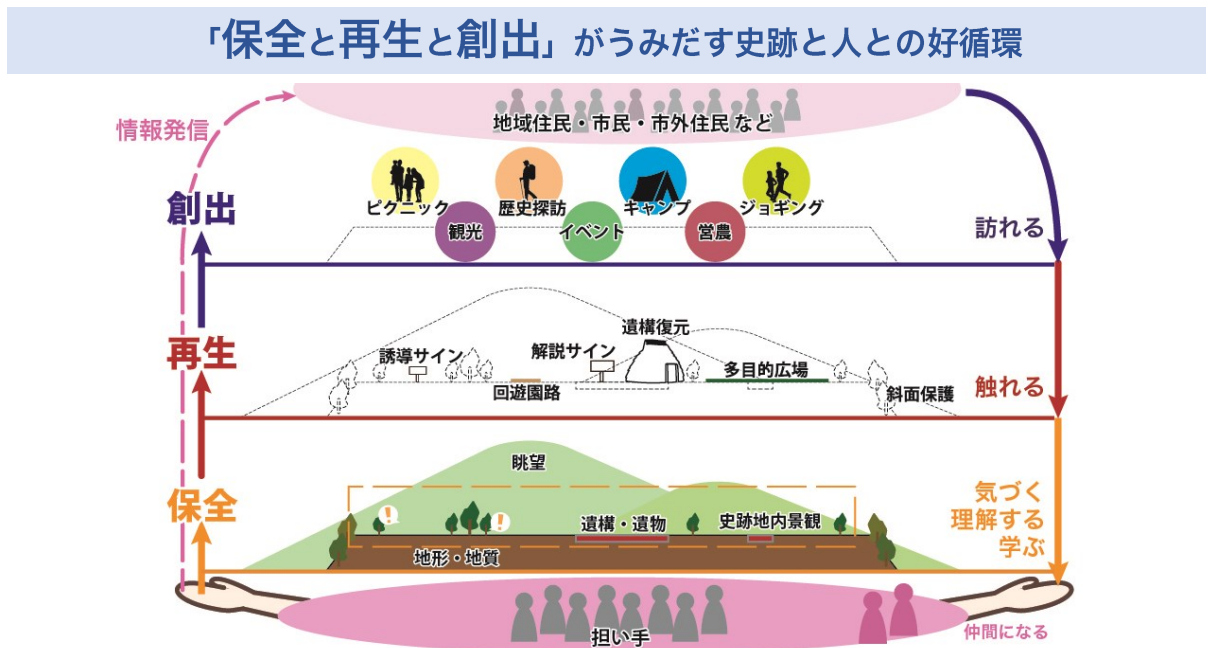 「保全と再生と創出」がうみだす史跡と人との好循環
情報発信
地域住民・市民・市外住民 など
ピクニック
歴史探訪
キャンプ
ジョギング
創出
観光
イベント
営農
訪れる
遺構復元
再生
誘導サイン
解説サイン
多目的広場
回遊園路
斜面保護
触れる
眺望
保全
遺構・遺物
史跡地内景観
地形・地質
気づく
理解する
学ぶ
担い手
仲間になる